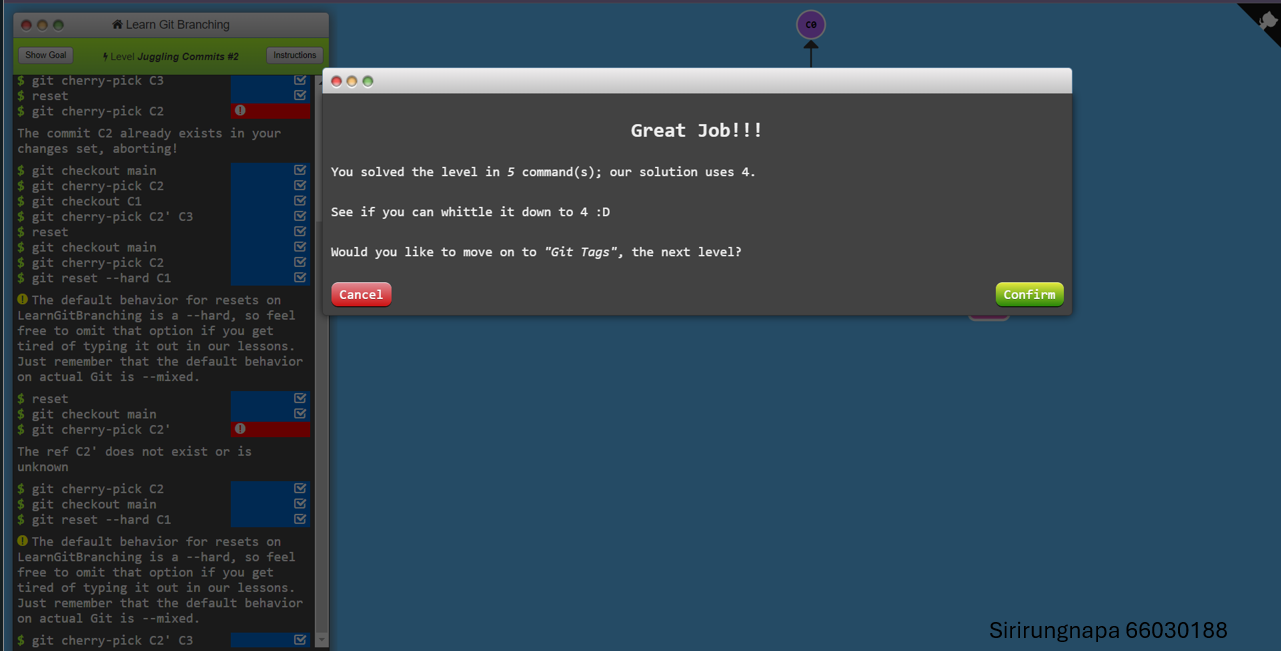 Learn Git Branching
Show Goal
Level Juggling Commits #2
Instructions
$ git cherry-pick C3
$ reset
$ git cherry-pick C2
The commit C2 already exists in your
changes set, aborting!
$ git checkout main
$ git cherry-pick C2
$ git checkout C1
$ git cherry-pick C2' C3
$ reset
$ git checkout main
$ git cherry-pick C2
$ git reset --hard C1
The default behavior for resets on
LearnGitBranching is a --hard, so feel
free to omit that option if you get
tired of typing it out in our lessons.
Just remember that the default behavior
on actual Git is --mixed.
$ reset
$ git checkout main
$ git cherry-pick C2'
The ref C2' does not exist or is
unknown
$ git cherry-pick C2
$ git checkout main
$ git reset --hard C1
The default behavior for resets on
LearnGitBranching is a --hard, so feel
free to omit that option if you get
tired of typing it out in our lessons.
Just remember that the default behavior
on actual Git is --mixed.
$ git cherry-pick C2' C3
c0
Great Job!!!
You solved the level in 5 command(s); our solution uses 4.
See if you can whittle it down to 4 :D
Would you like to move on to "Git Tags", the next level?
Cancel
Confirm
Sirirungnapa 66030188